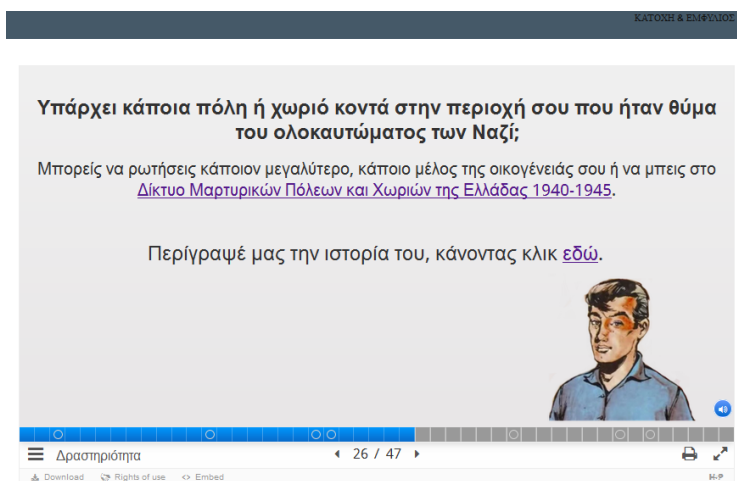 ΚΑΤΟΧΗ & ΕΜΦΥΛΙΟΣ
Υπάρχει κάποια πόλη ή χωριό κοντά στην περιοχή σου που ήταν θύμα
του ολοκαυτώματος των Ναζί;
Μπορείς να ρωτήσεις κάποιον μεγαλύτερο, κάποιο μέλος της οικογένειάς σου ή να μπεις στο
Δίκτυο Μαρτυρικών Πόλεων και Χωριών της Ελλάδας 1940-1945.
Περίγραψέ μας την ιστορία του, κάνοντας κλικ εδώ.
Δραστηριότητα
26 / 47
Download Rights of use <> Embed
H-P